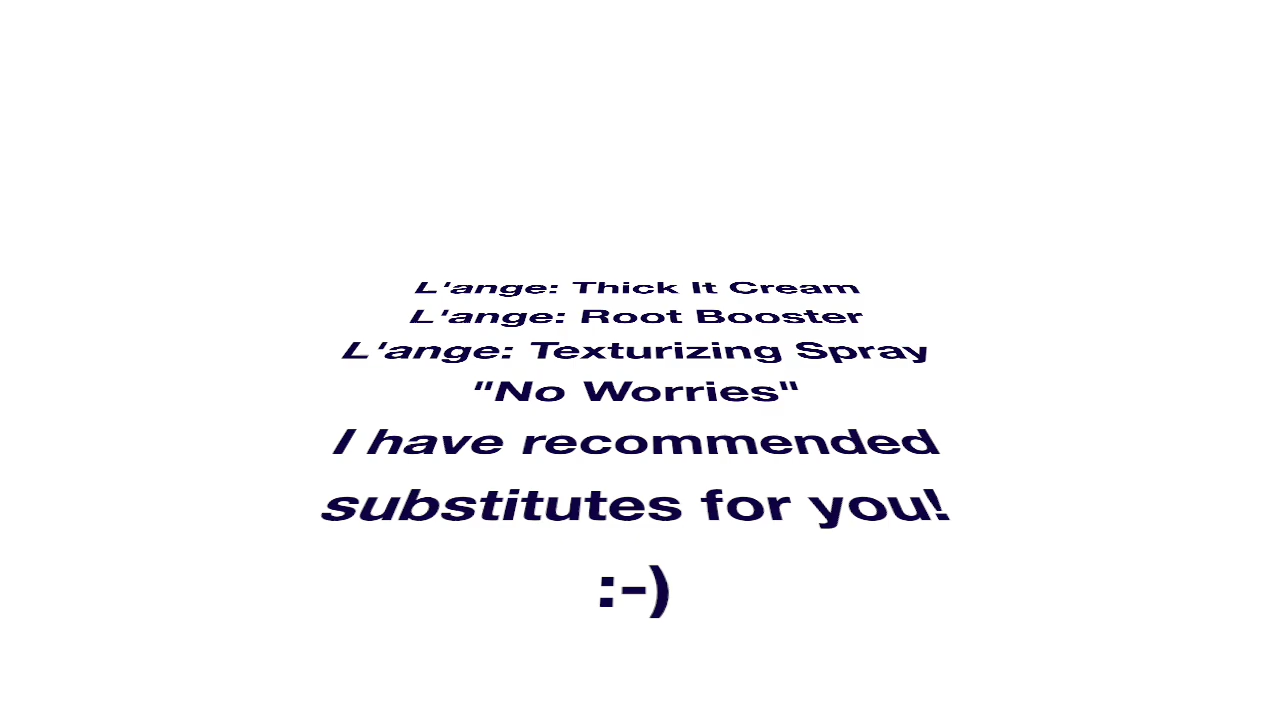 L'ange: Thick It Cream
L'ange: Root Booster
L'ange: Texturizing Spray
"No Worries"
I have recommended
substitutes for you!
:-)